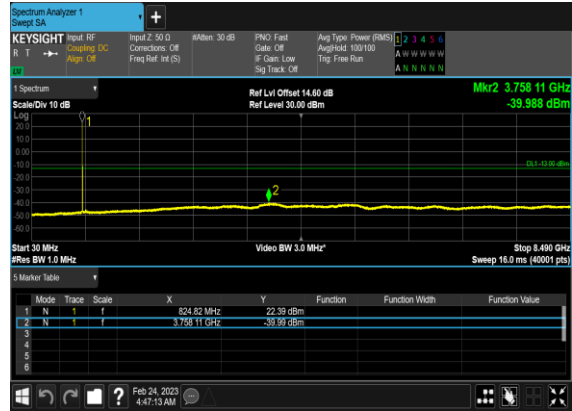 Spectrum Analyzer 1
Swept SA
+
KEYSIGHT Input: RF Input Z: 50 Ω #Atten: 30 dB PNO: Fast Avg Type: Power (RMS) 1 2 3 4 5 6
R T Coupling: DC Corrections: Off Gate: Off Avg|Hold: 100/100 A W W W W W
Align: Off Freq Ref: Int (S) IF Gain: Low Trig: Free Run
Sig Track: Off A N N N N N
1 Spectrum Ref Lvl Offset 14.60 dB Mkr2 3.758 11 GHz
Scale/Div 10 dB Ref Level 30.00 dBm -39.988 dBm
Log
1
20.0
10.0
0.00
-10.0 DL1 -13.00 dBm
-20.0
-30.0
2
-40.0
-50.0
-60.0
Start 30 MHz Video BW 3.0 MHz* Stop 8.490 GHz
#Res BW 1.0 MHz Sweep 16.0 ms (40001 pts)
5 Marker Table
Mode Trace Scale X Y Function Function Width Function Value
1 N 1 f 824.82 MHz 22.39 dBm
2 N 1 f 3.758 11 GHz -39.99 dBm
3
4
5
6
? Feb 24, 2023
4:47:13 AM